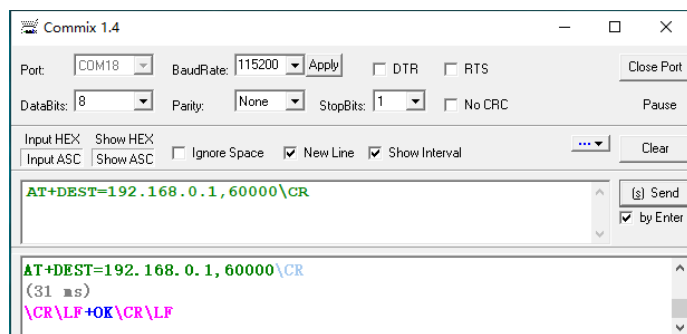 Commix 1.4
Port: COM18 BaudRate: 115200 Apply DTR RTS Close Port
DataBits: 8 Parity: None StopBits: 1 No CRC Pause
Input HEX Show HEX
Input ASC Show ASC Ignore Space New Line Show Interval ... Clear
AT+DEST=192.168.0.1,60000\CR
(s) Send
by Enter
AT+DEST=192.168.0.1,60000\CR
(31 ms)
\CR\LF+OK\CR\LF